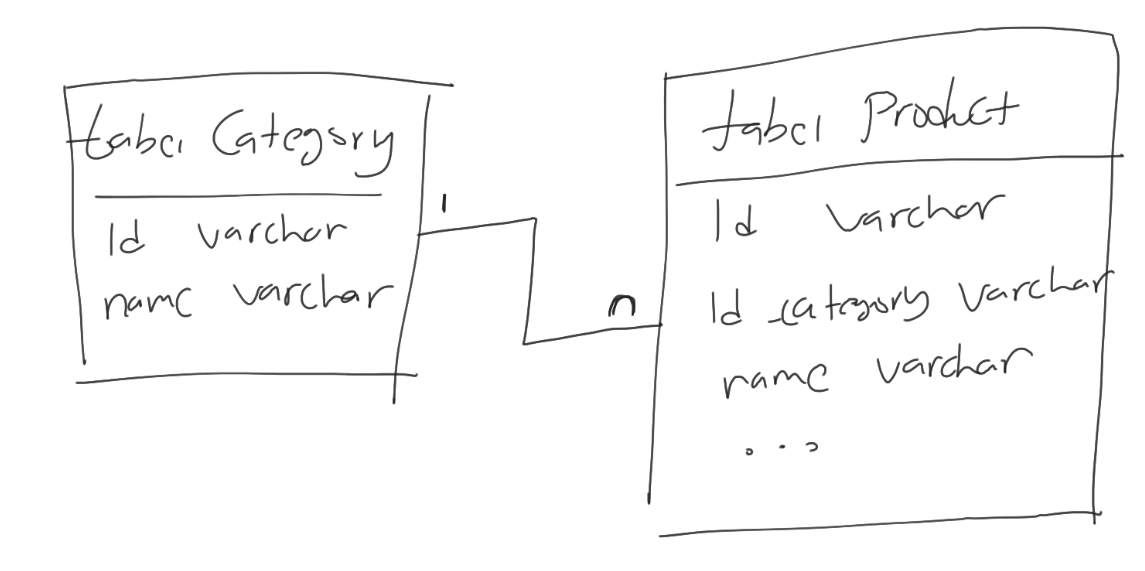 tabel Category
Id varchar
name varchar
1
n
tabel Product
Id varchar
Id_category varchar
name varchar
...